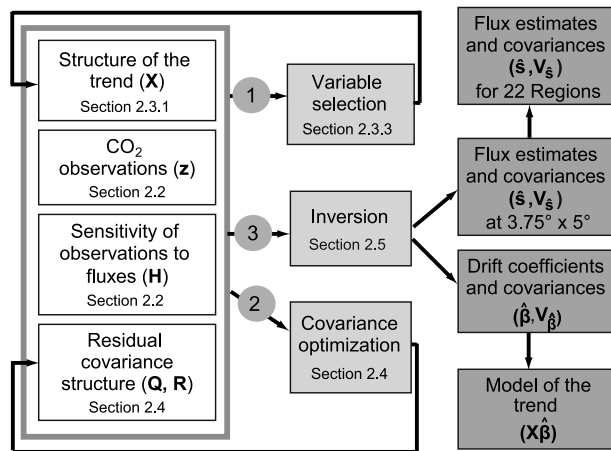 Structure of the
trend (X)
Section 2.3.1
CO2
observations (z)
Section 2.2
Sensitivity of
observations to
fluxes (H)
Section 2.2
Residual
covariance
structure (Q, R)
Section 2.4
1
3
2
Variable
selection
Section 2.3.3
Inversion
Section 2.5
Covariance
optimization
Section 2.4
Flux estimates
and covariances
(ŝ,Vŝ)
for 22 Regions
Flux estimates
and covariances
(ŝ,Vŝ)
at 3.75° x 5°
Drift coefficients
and covariances
(β̂,Vβ̂)
Model of the
trend
(Xβ̂)